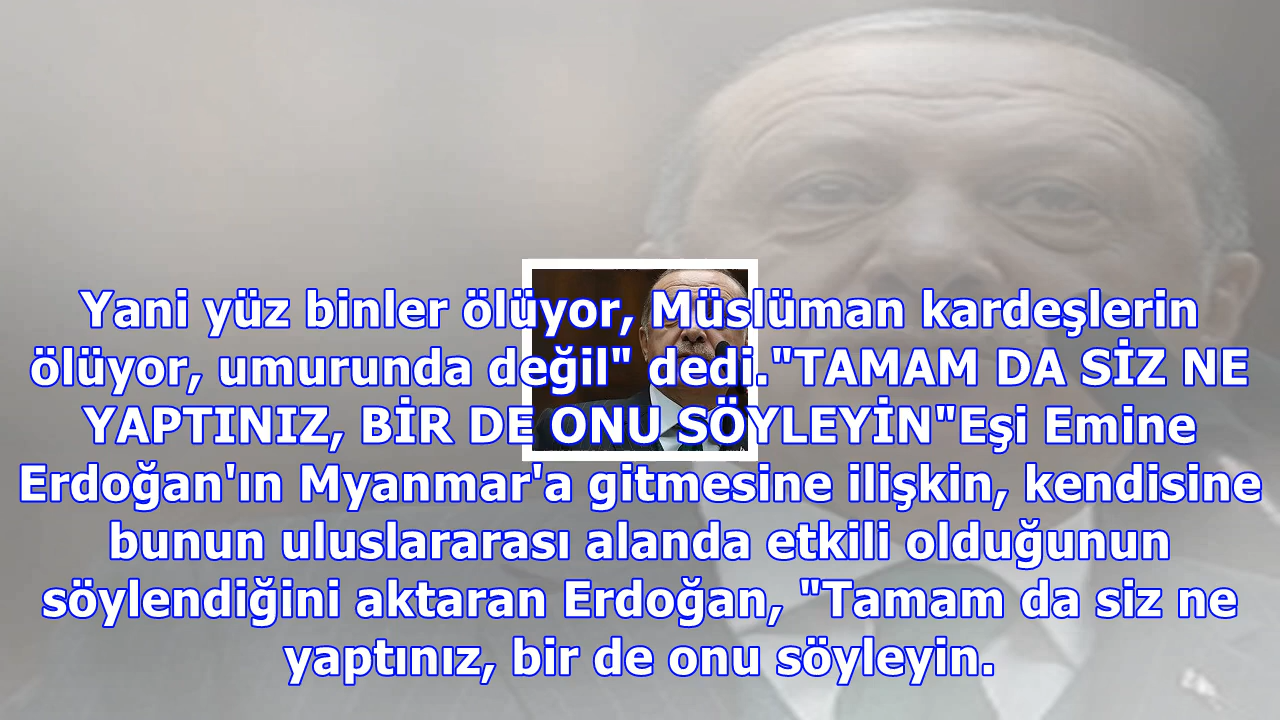 Yani yüz binler ölüyor, Müslüman kardeşlerin
ölüyor, umurunda değil" dedi."TAMAM DA SİZ NE
YAPTINIZ, BİR DE ONU SÖYLEYİN"Eşi Emine
Erdoğan'ın Myanmar'a gitmesine ilişkin, kendisine
bunun uluslararası alanda etkili olduğunun
söylendiğini aktaran Erdoğan, "Tamam da siz ne
yaptınız, bir de onu söyleyin.